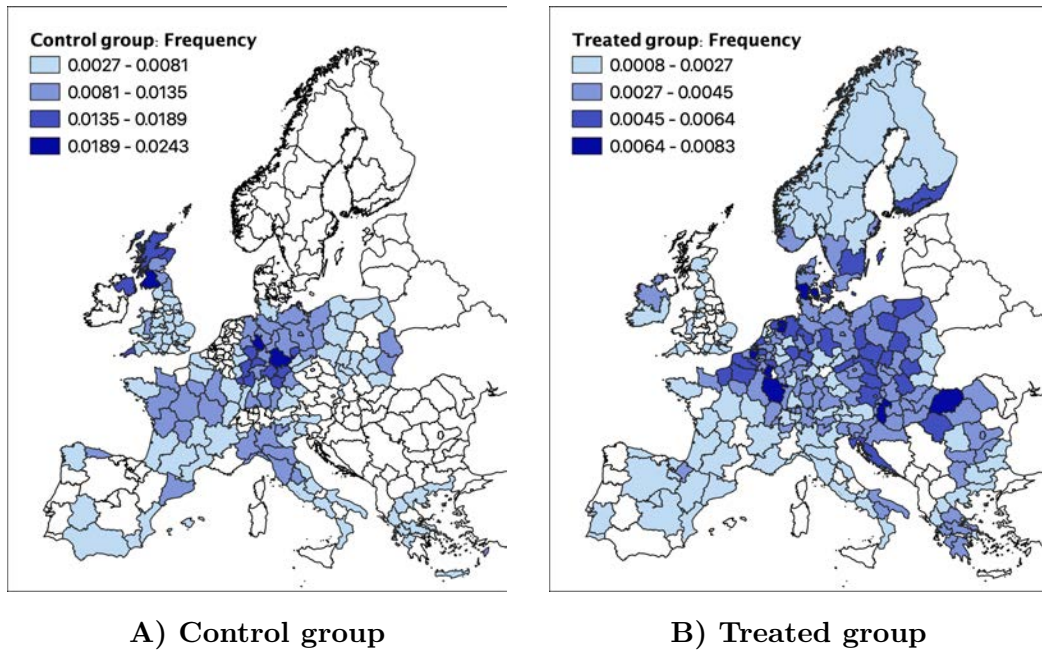 Control group: Frequency
0.0027 - 0.0081
0.0081 - 0.0135
0.0135 - 0.0189
0.0189 - 0.0243
Treated group: Frequency
0.0008 - 0.0027
0.0027 - 0.0045
0.0045 - 0.0064
0.0064 - 0.0083
A) Control group
B) Treated group